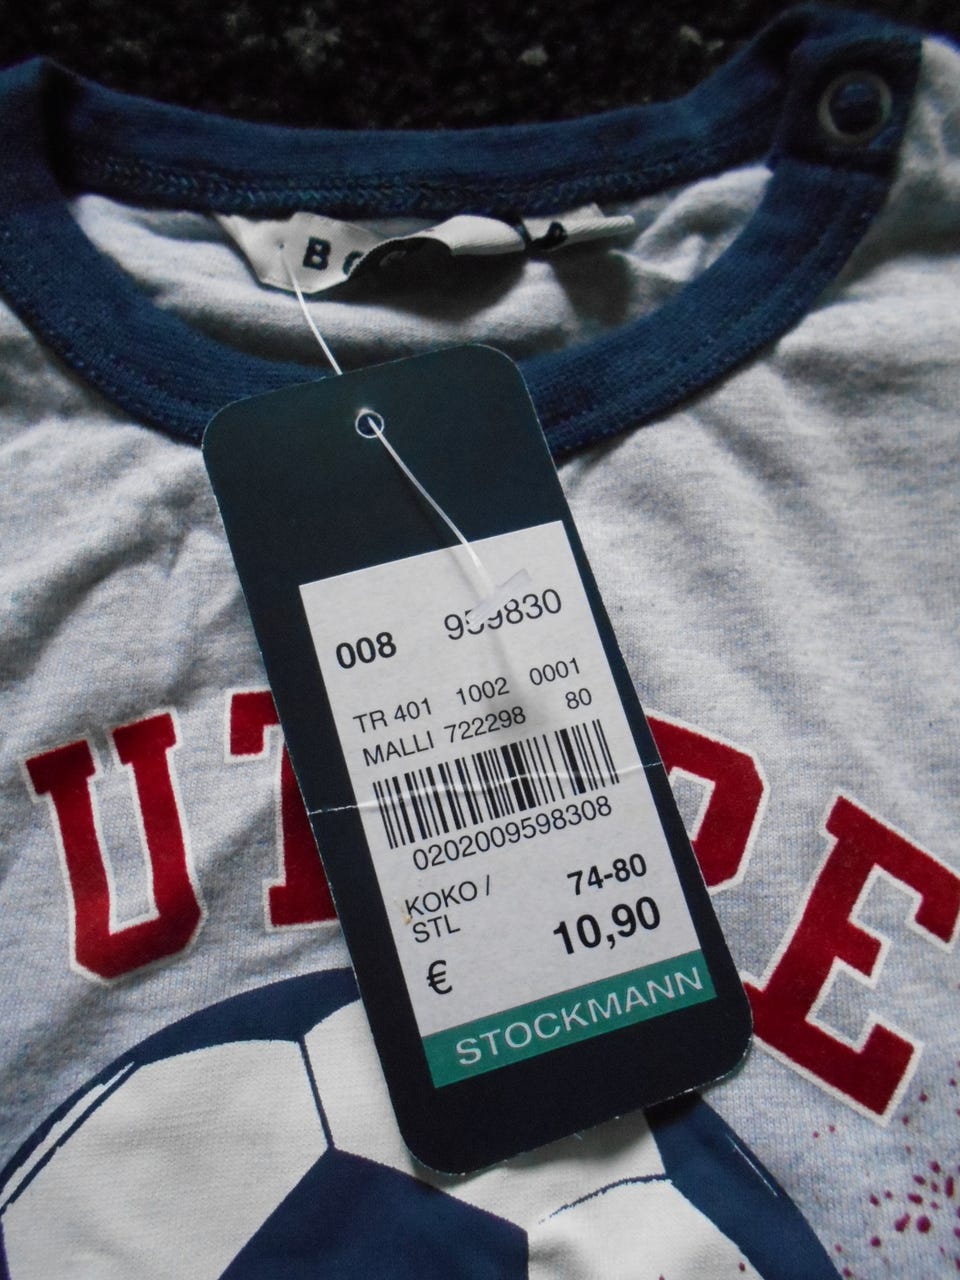 B
008 959830
TR 401 1002 0001
MALLI 722298 80
0202009598308
KOKO / 74-80
STL
€ 10,90
STOCKMANN